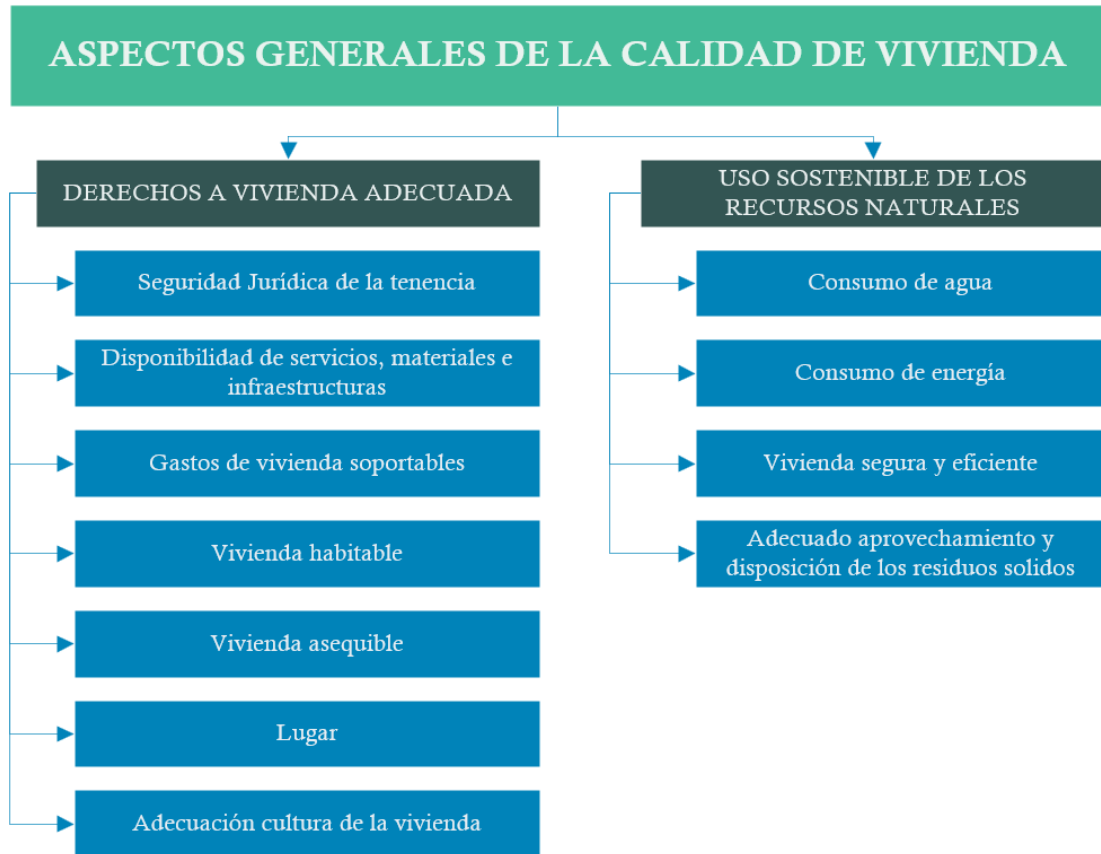 ASPECTOS GENERALES DE LA CALIDAD DE VIVIENDA
DERECHOS A VIVIENDA ADECUADA
Seguridad Jurídica de la tenencia
Disponibilidad de servicios, materiales e
infraestructuras
Gastos de vivienda soportables
Vivienda habitable
Vivienda asequible
Lugar
Adecuación cultura de la vivienda
USO SOSTENIBLE DE LOS
RECURSOS NATURALES
Consumo de agua
Consumo de energía
Vivienda segura y eficiente
Adecuado aprovechamiento y
disposición de los residuos solidos